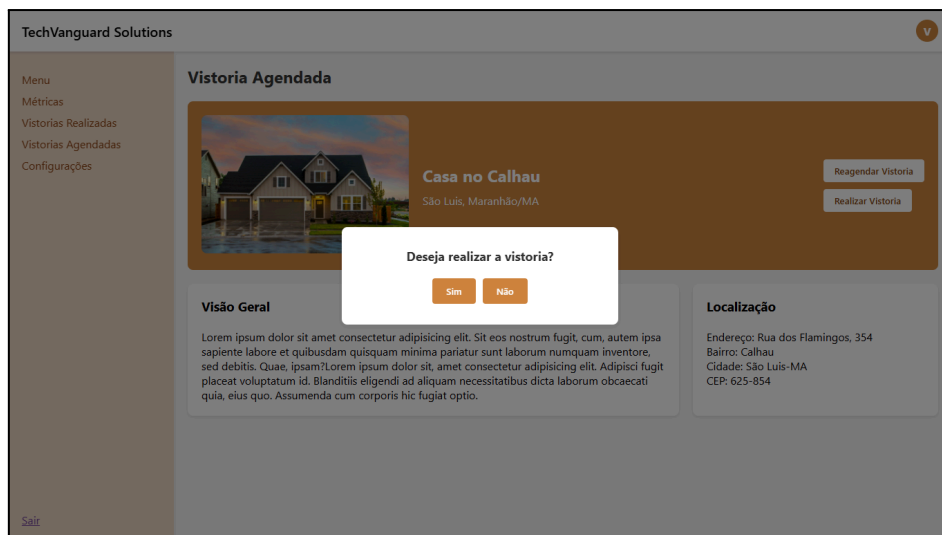 TechVanguard Solutions
V
Menu
Métricas
Vistorias Realizadas
Vistorias Agendadas
Configurações
Sair
Vistoria Agendada
Casa no Calhau
São Luis, Maranhão/MA
Reagendar Vistoria
Realizar Vistoria
Deseja realizar a vistoria?
Sim
Não
Visão Geral
Lorem ipsum dolor sit amet consectetur adipisicing elit. Sit eos nostrum fugit, cum, autem ipsa
sapiente labore et quibusdam quisquam minima pariatur sunt laborum numquam inventore,
sed debitis. Quae, ipsam?Lorem ipsum dolor sit, amet consectetur adipisicing elit. Adipisci fugit
placeat voluptatum id. Blanditiis eligendi ad aliquam necessitatibus dicta laborum obcaecati
quia, eius quo. Assumenda cum corporis hic fugiat optio.
Localização
Endereço: Rua dos Flamingos, 354
Bairro: Calhau
Cidade: São Luis-MA
CEP: 625-854